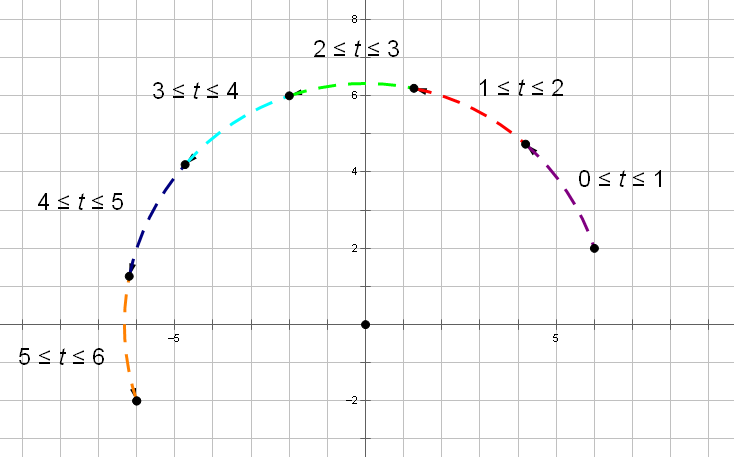 8
2 ≤ t ≤ 3
3 ≤ t ≤ 4
6
1 ≤ t ≤ 2
4
0 ≤ t ≤ 1
4 ≤ t ≤ 5
2
−5
5
5 ≤ t ≤ 6
−2